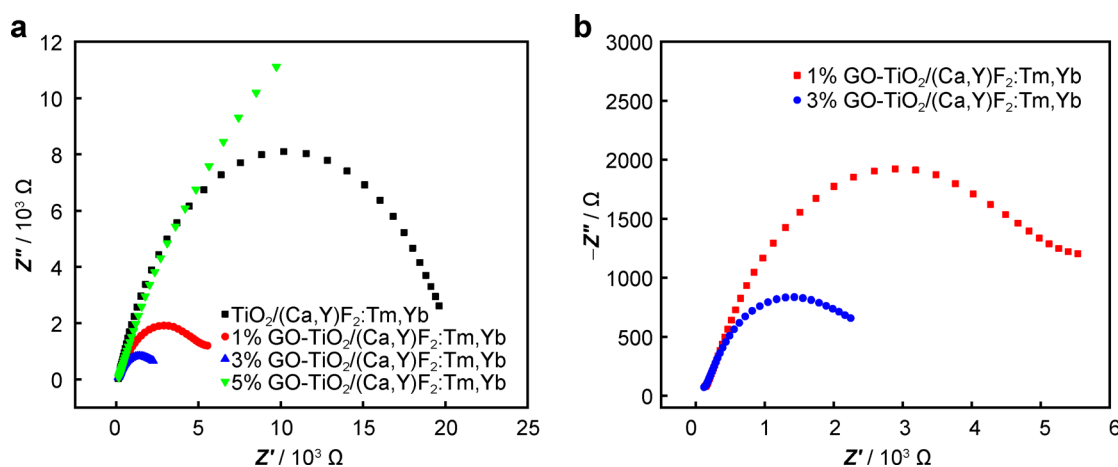 a
12
10
8
6
4
2
0
Z″ / 10³ Ω
TiO₂/(Ca,Y)F₂:Tm,Yb
1% GO-TiO₂/(Ca,Y)F₂:Tm,Yb
3% GO-TiO₂/(Ca,Y)F₂:Tm,Yb
5% GO-TiO₂/(Ca,Y)F₂:Tm,Yb
0 5 10 15 20 25
Z′ / 10³ Ω
b
3000
2500
2000
1500
1000
500
0
−Z″ / Ω
1% GO-TiO₂/(Ca,Y)F₂:Tm,Yb
3% GO-TiO₂/(Ca,Y)F₂:Tm,Yb
0 1 2 3 4 5 6
Z′ / 10³ Ω